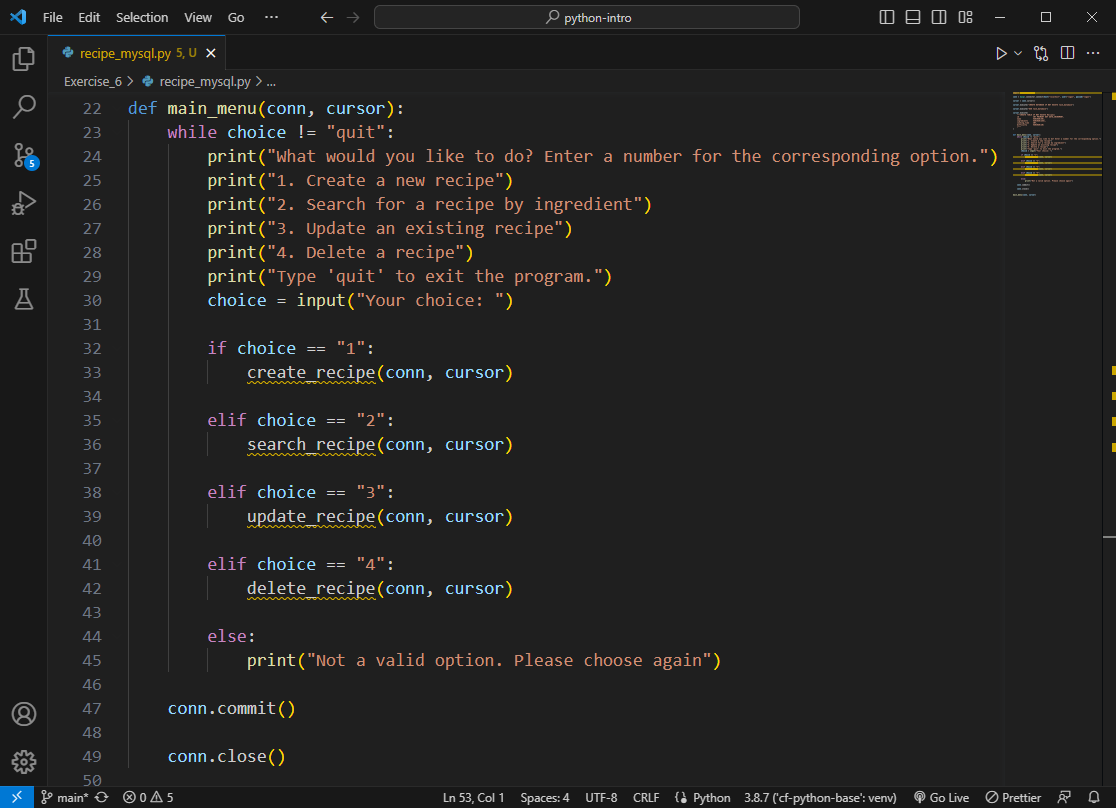 File Edit Selection View Go ··· python-intro
recipe_mysql.py 5, U
Exercise_6 > recipe_mysql.py > ...
22 def main_menu(conn, cursor):
23     while choice != "quit":
24         print("What would you like to do? Enter a number for the corresponding option.")
25         print("1. Create a new recipe")
26         print("2. Search for a recipe by ingredient")
27         print("3. Update an existing recipe")
28         print("4. Delete a recipe")
29         print("Type 'quit' to exit the program.")
30         choice = input("Your choice: ")
31
32         if choice == "1":
33             create_recipe(conn, cursor)
34
35         elif choice == "2":
36             search_recipe(conn, cursor)
37
38         elif choice == "3":
39             update_recipe(conn, cursor)
40
41         elif choice == "4":
42             delete_recipe(conn, cursor)
43
44         else:
45             print("Not a valid option. Please choose again")
46
47     conn.commit()
48
49     conn.close()
50
5
main* 0 5 Ln 53, Col 1 Spaces: 4 UTF-8 CRLF Python 3.8.7 ('cf-python-base': venv) Go Live Prettier